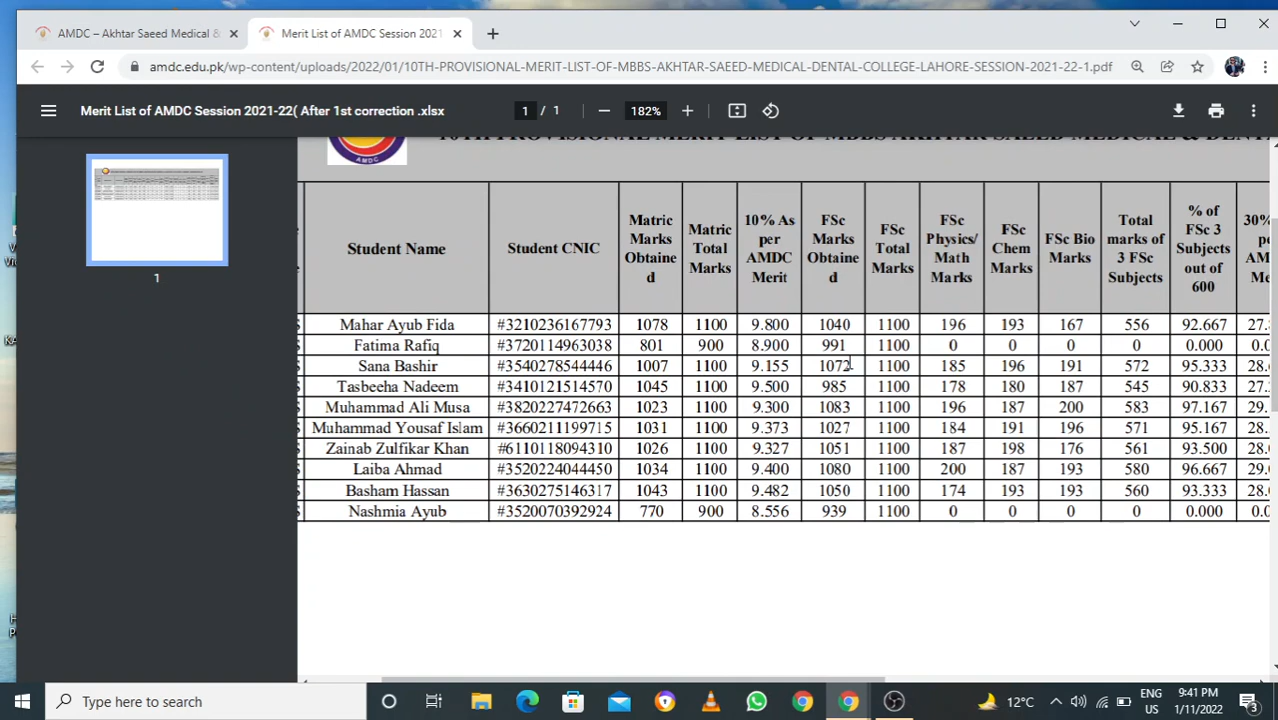 AMDC – Akhtar Saeed Medical &
Merit List of AMDC Session 2021
amdc.edu.pk/wp-content/uploads/2022/01/10TH-PROVISIONAL-MERIT-LIST-OF-MBBS-AKHTAR-SAEED-MEDICAL-DENTAL-COLLEGE-LAHORE-SESSION-2021-22-1.pdf
Merit List of AMDC Session 2021-22( After 1st correction .xlsx
1 / 1
182%
1
AMDC
10TH PROVISIONAL MERIT LIST OF MBBS AKHTAR SAEED MEDICAL & DENT
Student Name Student CNIC Matric Marks Obtained Matric Total Marks 10% As per AMDC Merit FSc Marks Obtained FSc Total Marks FSc Physics/ Math Marks FSc Chem Marks FSc Bio Marks Total marks of 3 FSc Subjects % of FSc 3 Subjects out of 600 30%
Mahar Ayub Fida #3210236167793 1078 1100 9.800 1040 1100 196 193 167 556 92.667 27.
Fatima Rafiq #3720114963038 801 900 8.900 991 1100 0 0 0 0 0.000 0.0
Sana Bashir #3540278544446 1007 1100 9.155 1072 1100 185 196 191 572 95.333 28.
Tasbeeha Nadeem #3410121514570 1045 1100 9.500 985 1100 178 180 187 545 90.833 27.
Muhammad Ali Musa #3820227472663 1023 1100 9.300 1083 1100 196 187 200 583 97.167 29.
Muhammad Yousaf Islam #3660211199715 1031 1100 9.373 1027 1100 184 191 196 571 95.167 28.
Zainab Zulfikar Khan #6110118094310 1026 1100 9.327 1051 1100 187 198 176 561 93.500 28.
Laiba Ahmad #3520224044450 1034 1100 9.400 1080 1100 200 187 193 580 96.667 29.
Basham Hassan #3630275146317 1043 1100 9.482 1050 1100 174 193 193 560 93.333 28.
Nashmia Ayub #3520070392924 770 900 8.556 939 1100 0 0 0 0 0.000 0.0
Type here to search
12°C
ENG
US
9:41 PM
1/11/2022
3